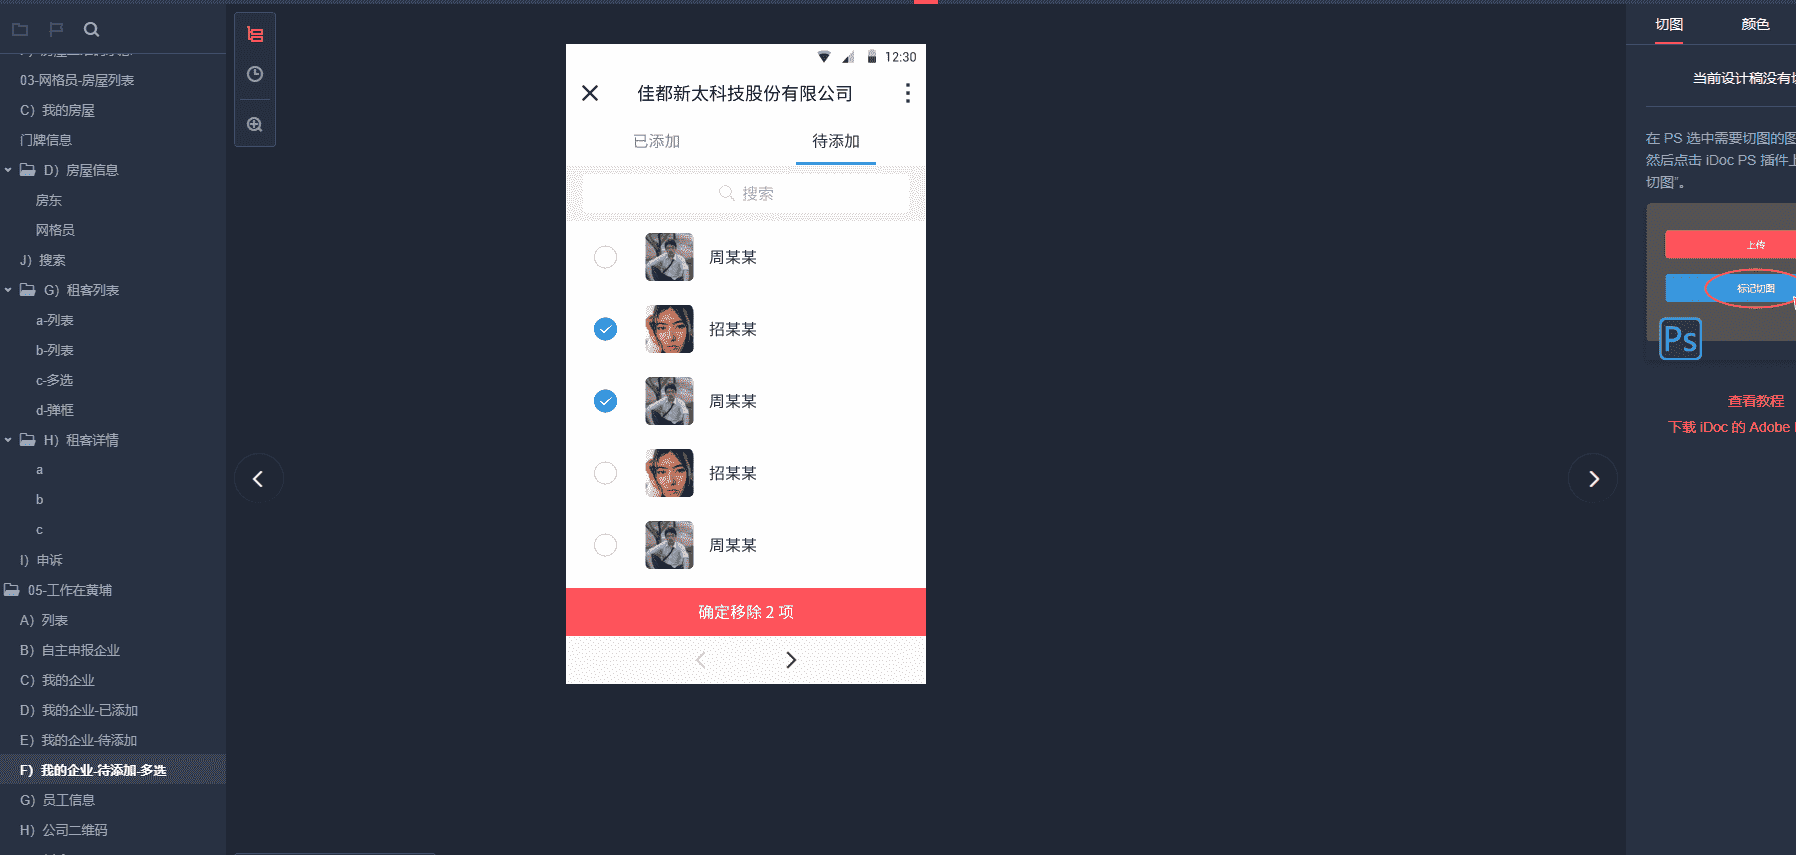 03-网格员-房屋列表
C）我的房屋
门牌信息
D）房屋信息
房东
网格员
J）搜索
G）租客列表
a-列表
b-列表
c-多选
d-弹框
H）租客详情
a
b
c
I）申诉
05-工作在黄埔
A）列表
B）自主申报企业
C）我的企业
D）我的企业-已添加
E）我的企业-待添加
F）我的企业-待添加-多选
G）员工信息
H）公司二维码
12:30
佳都新太科技股份有限公司
已添加 待添加
搜索
周某某
招某某
周某某
招某某
周某某
确定移除 2 项
切图 颜色
当前设计稿没有
在 PS 选中需要切图的图
然后点击 iDoc PS 插件上
切图”。
上传
标记切图
Ps
查看教程
下载 iDoc 的 Adobe